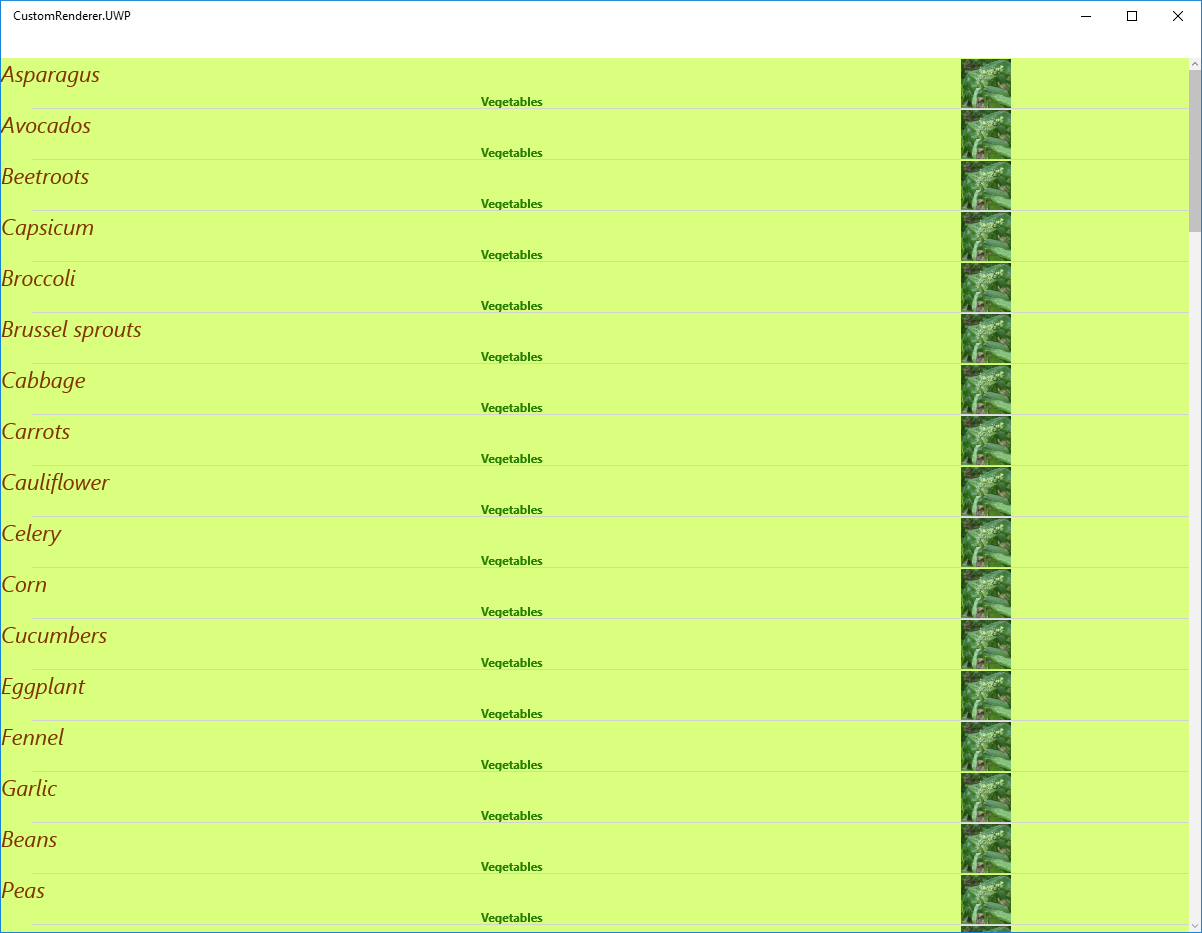 CustomRenderer.UWP
Asparagus
Vegetables
Avocados
Vegetables
Beetroots
Vegetables
Capsicum
Vegetables
Broccoli
Vegetables
Brussel sprouts
Vegetables
Cabbage
Vegetables
Carrots
Vegetables
Cauliflower
Vegetables
Celery
Vegetables
Corn
Vegetables
Cucumbers
Vegetables
Eggplant
Vegetables
Fennel
Vegetables
Garlic
Vegetables
Beans
Vegetables
Peas
Vegetables